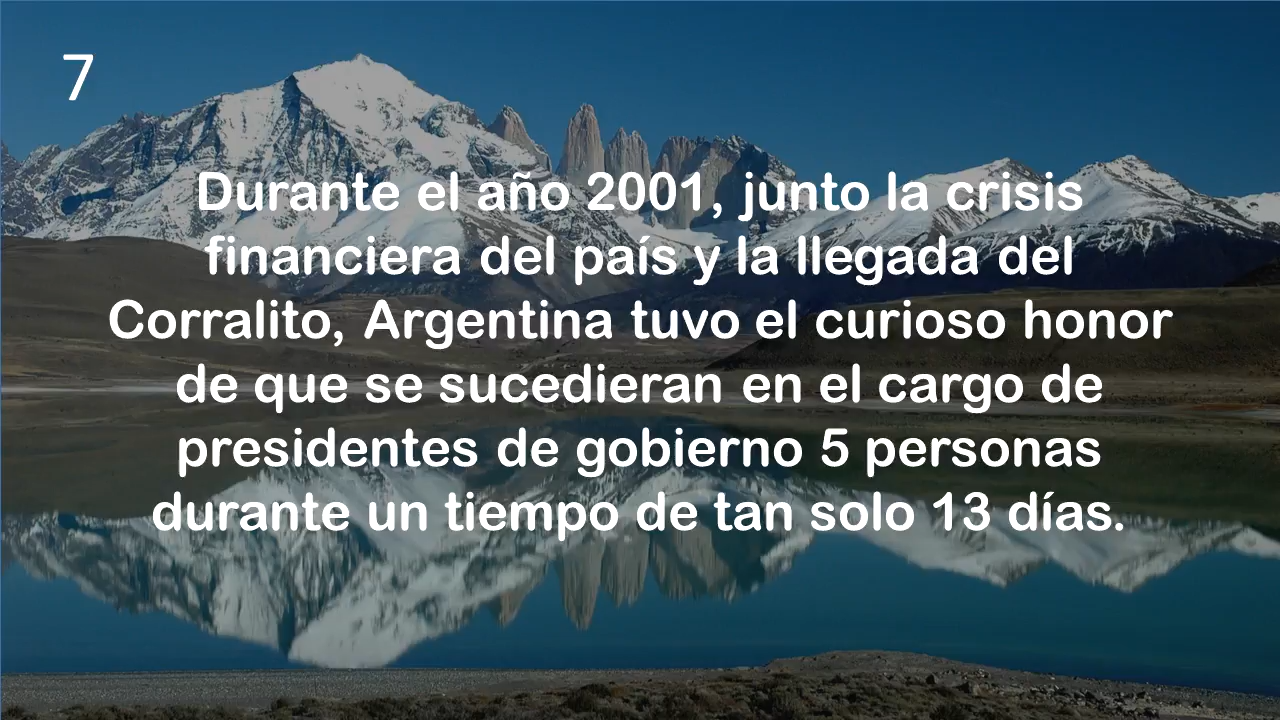 7
Durante el año 2001, junto la crisis
financiera del país y la llegada del
Corralito, Argentina tuvo el curioso honor
de que se sucedieran en el cargo de
presidentes de gobierno 5 personas
durante un tiempo de tan solo 13 días.